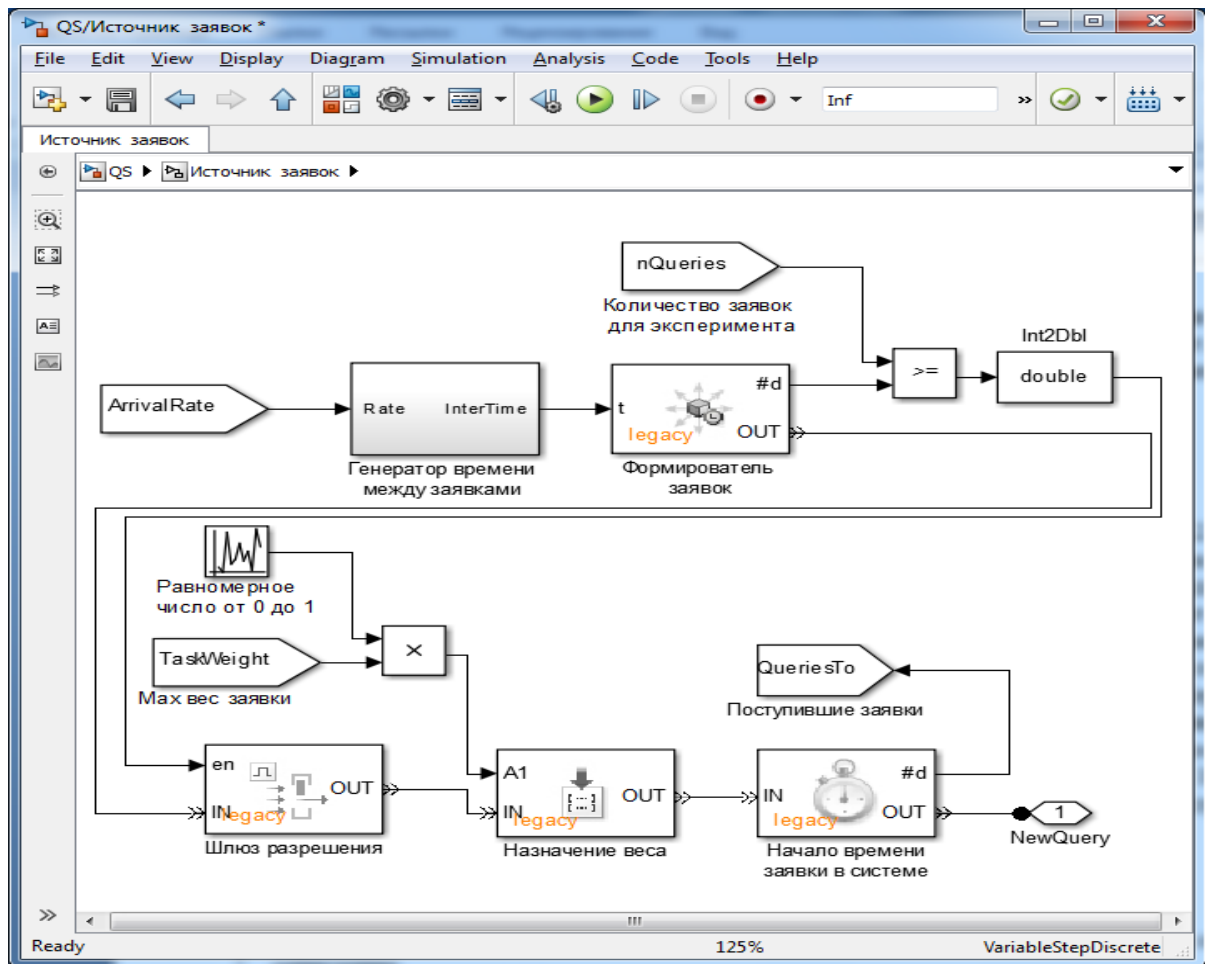 QS/Источник заявок *
File Edit View Display Diagram Simulation Analysis Code Tools Help
Inf
»
Источник заявок
QS Источник заявок
nQueries
Количество заявок
для эксперимента
Int2Dbl
>=
double
ArrivalRate
Rate InterTime
t
#d
OUT
legacy
Генератор времени
между заявками
Формирователь
заявок
Равномерное
число от 0 до 1
×
TaskWeight
Max вес заявки
QueriesTo
Поступившие заявки
en
IN
OUT
legacy
Шлюз разрешения
A1
IN
OUT
legacy
Назначение веса
IN
#d
OUT
legacy
Начало времени
заявки в системе
1
NewQuery
Ready 125% VariableStepDiscrete